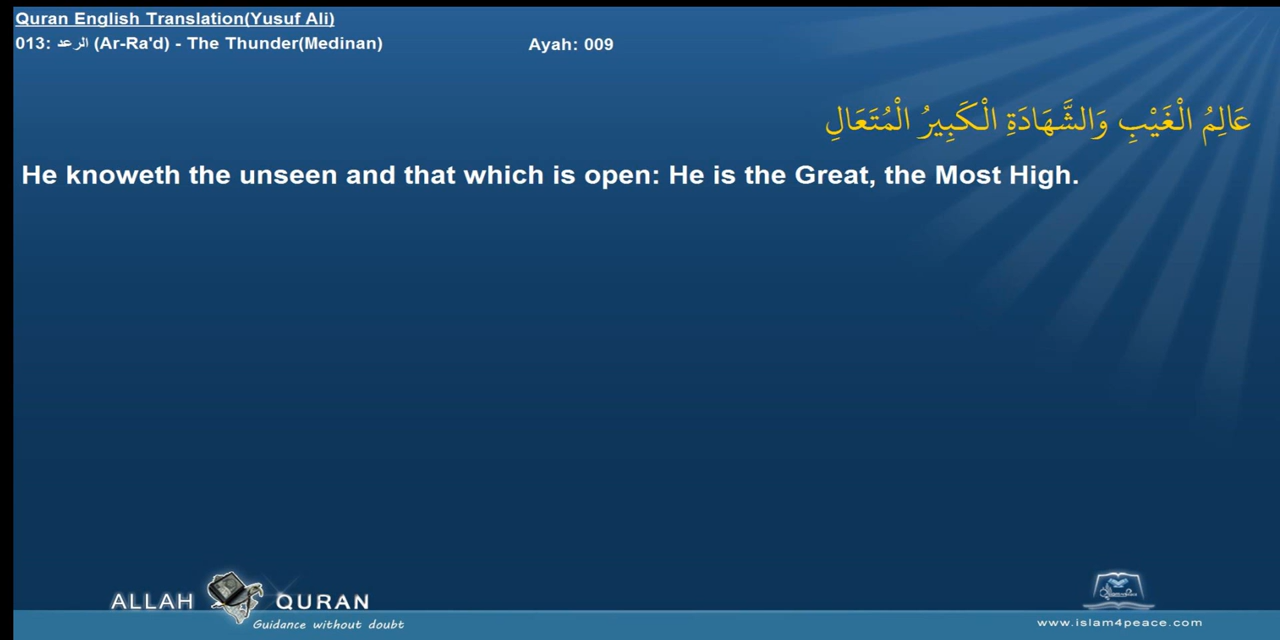 Quran English Translation(Yusuf Ali)
013: الرعد (Ar-Ra'd) - The Thunder(Medinan) Ayah: 009
عَالِمُ الْغَيْبِ وَالشَّهَادَةِ الْكَبِيرُ الْمُتَعَالِ
He knoweth the unseen and that which is open: He is the Great, the Most High.
ALLAH QURAN
Guidance without doubt
www.islam4peace.com